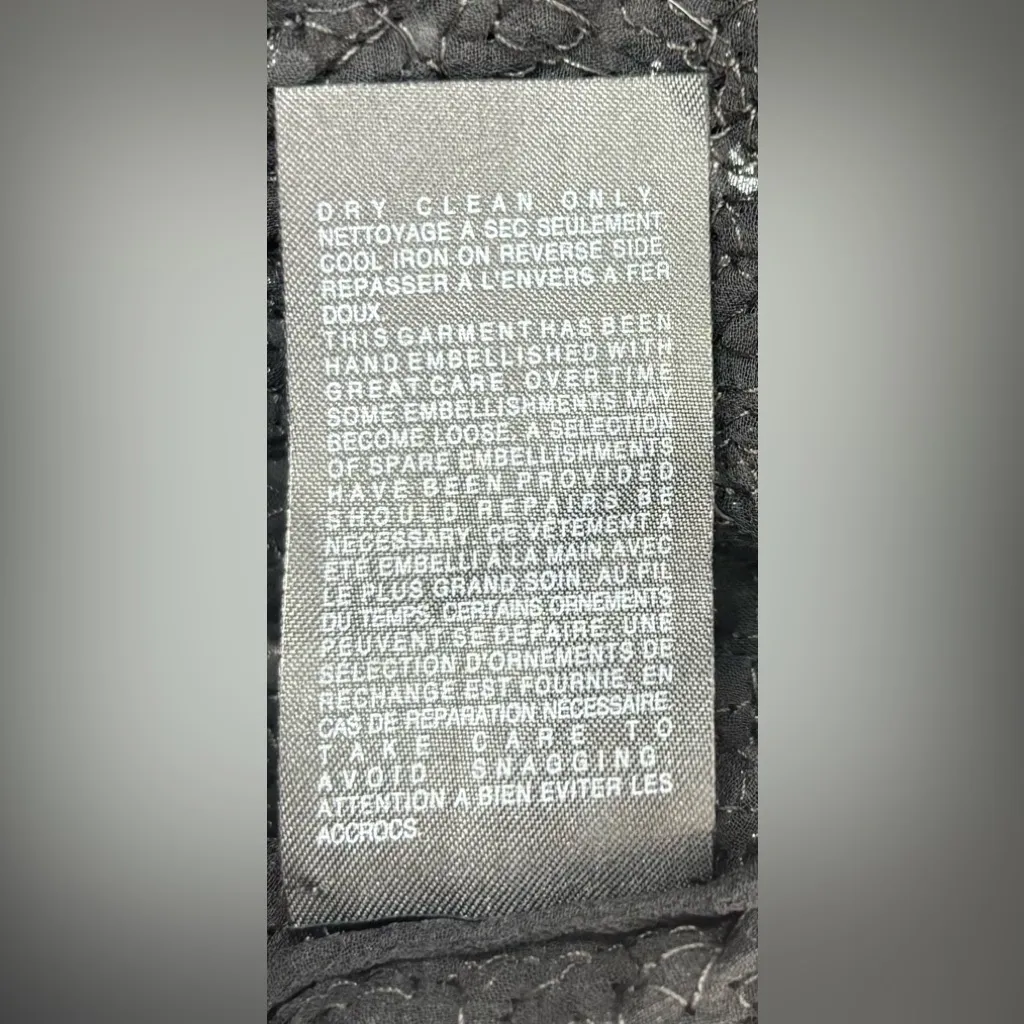 DRY CLEAN ONLY
NETTOYAGE A SEC SEULEMENT
COOL IRON ON REVERSE SIDE
REPASSER A L'ENVERS A FER
DOUX.
THIS GARMENT HAS BEEN
HAND EMBELLISHED WITH
GREAT CARE. OVER TIME
SOME EMBELLISHMENTS MAY
BECOME LOOSE. A SELECTION
OF SPARE EMBELLISHMENTS
HAVE BEEN PROVIDED
SHOULD REPAIRS BE
NECESSARY. CE VÊTEMENT A
ÉTÉ EMBELLI A LA MAIN AVEC
LE PLUS GRAND SOIN. AU FIL
DU TEMPS, CERTAINS ORNEMENTS
PEUVENT SE DEFAIRE. UNE
SÉLECTION D'ORNEMENTS DE
RECHANGE EST FOURNIE, EN
CAS DE REPARATION NECESSAIRE.
TAKE CARE TO
AVOID SNAGGING.
ATTENTION A BIEN EVITER LES
ACCROCS.